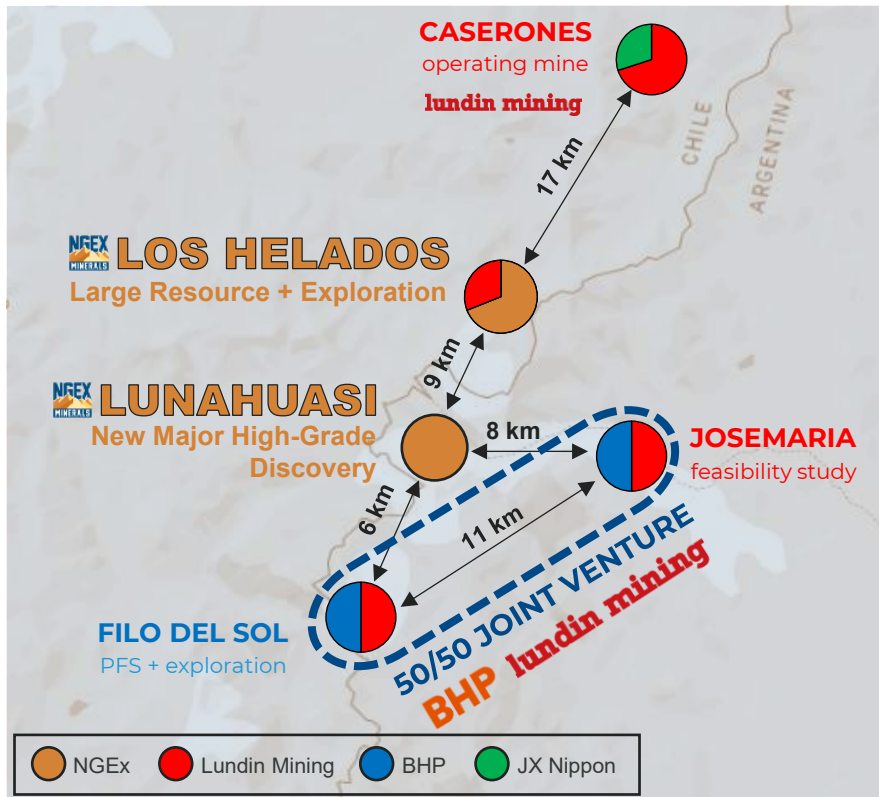 CASERONES
operating mine
lundin mining
CHILE
ARGENTINA
17 km
NGEX
MINERALS
LOS HELADOS
Large Resource + Exploration
9 km
NGEX
MINERALS
LUNAHUASI
New Major High-Grade
Discovery
8 km
JOSEMARIA
feasibility study
6 km
11 km
50/50 JOINT VENTURE
BHP lundin mining
FILO DEL SOL
PFS + exploration
NGEx Lundin Mining BHP JX Nippon